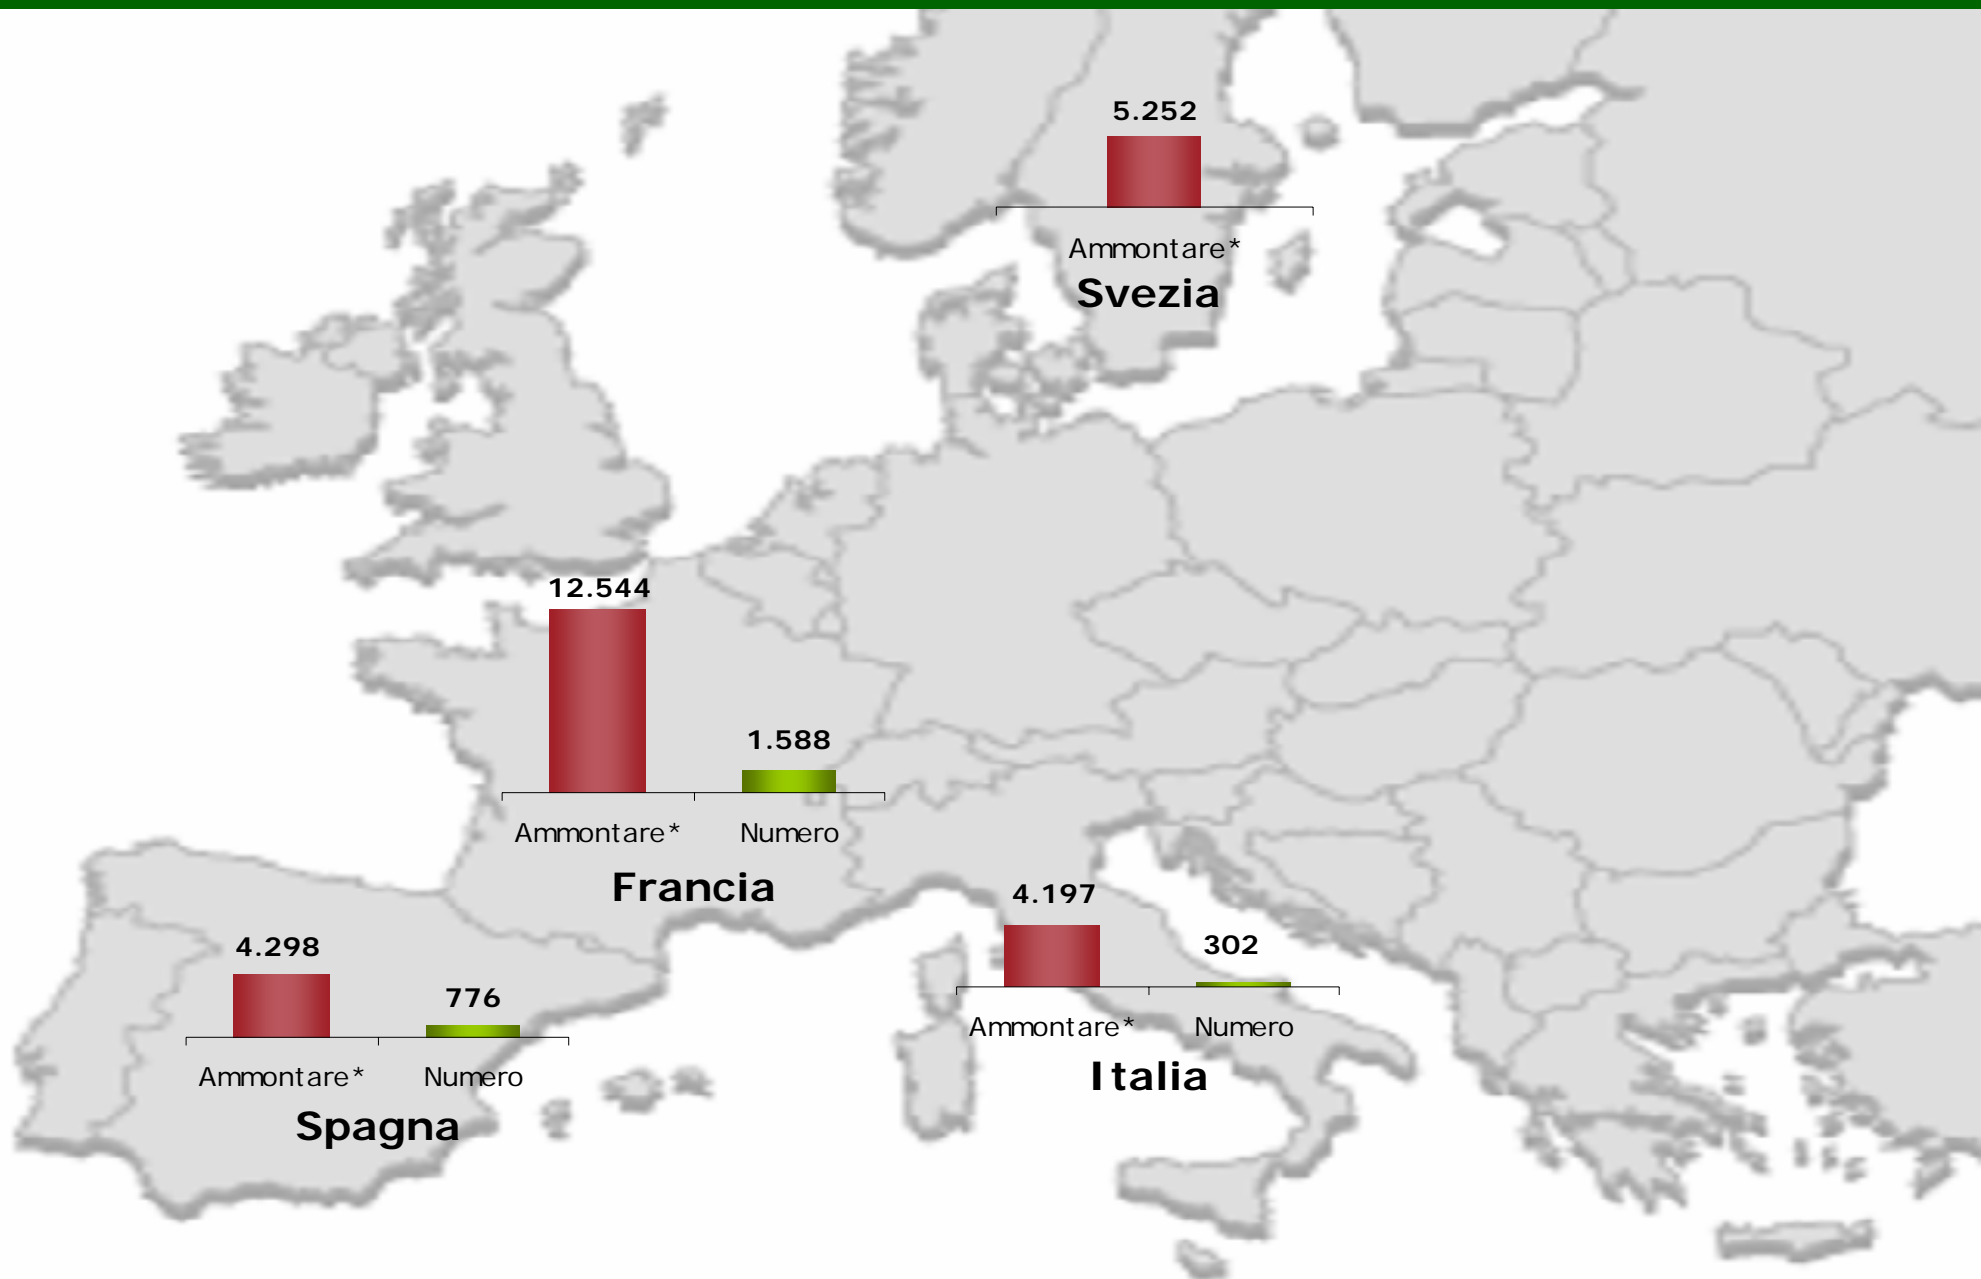 5.252
Ammontare*
Svezia
12.544
1.588
Ammontare* Numero
Francia
4.298
776
Ammontare* Numero
Spagna
4.197
302
Ammontare* Numero
Italia